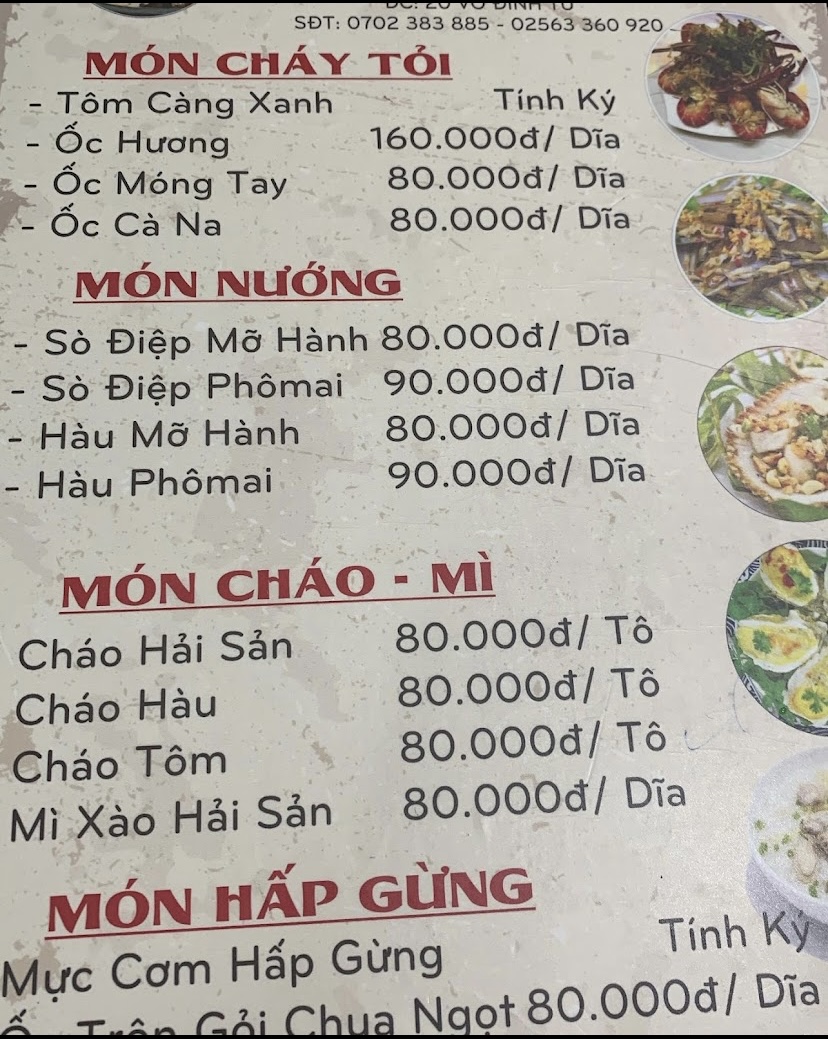 SĐT: 0702 383 885 - 02563 360 920
MÓN CHÁY TỎI
- Tôm Càng Xanh Tính Ký
- Ốc Hương 160.000đ/ Dĩa
- Ốc Móng Tay 80.000đ/ Dĩa
- Ốc Cà Na 80.000đ/ Dĩa
MÓN NƯỚNG
- Sò Điệp Mỡ Hành 80.000đ/ Dĩa
- Sò Điệp Phômai 90.000đ/ Dĩa
- Hàu Mỡ Hành 80.000đ/ Dĩa
- Hàu Phômai 90.000đ/ Dĩa
MÓN CHÁO - MÌ
Cháo Hải Sản 80.000đ/ Tô
Cháo Hàu 80.000đ/ Tô
Cháo Tôm 80.000đ/ Tô
Mì Xào Hải Sản 80.000đ/ Dĩa
MÓN HẤP GỪNG
Mực Cơm Hấp Gừng Tính Ký
Trộn Gỏi Chua Ngọt 80.000đ/ Dĩa